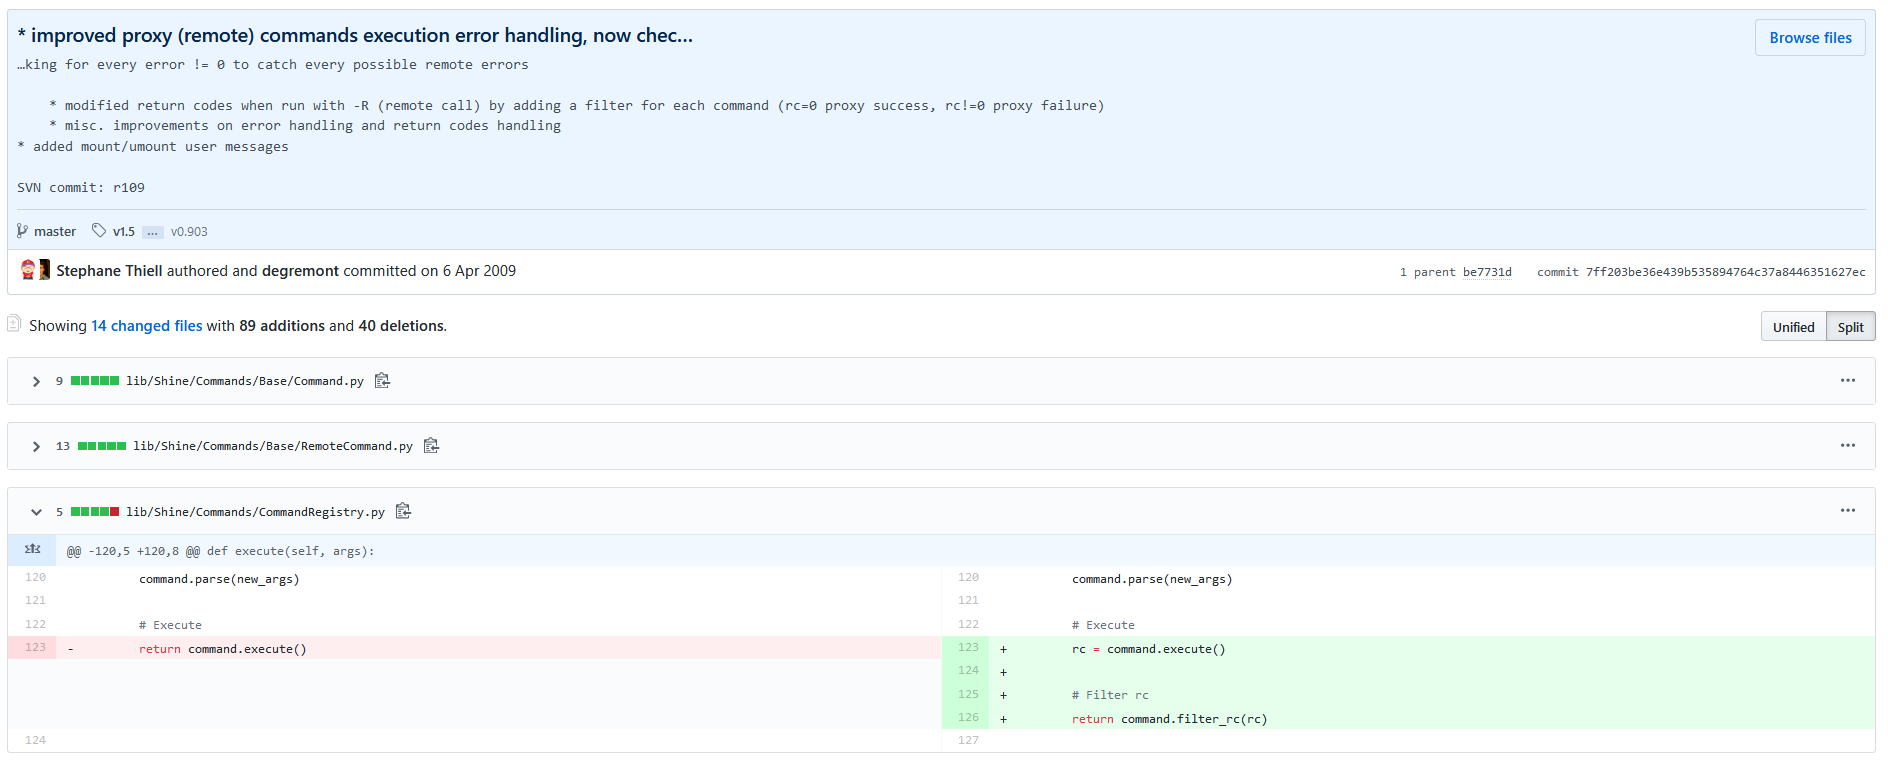 * improved proxy (remote) commands execution error handling, now chec...
Browse files
…king for every error != 0 to catch every possible remote errors
* modified return codes when run with -R (remote call) by adding a filter for each command (rc=0 proxy success, rc!=0 proxy failure)
* misc. improvements on error handling and return codes handling
* added mount/umount user messages
SVN commit: r109
master v1.5 ... v0.903
Stephane Thiell authored and degremont committed on 6 Apr 2009
1 parent be7731d commit 7ff203be36e439b535894764c37a8446351627ec
Showing 14 changed files with 89 additions and 40 deletions.
Unified Split
9 lib/Shine/Commands/Base/Command.py
13 lib/Shine/Commands/Base/RemoteCommand.py
5 lib/Shine/Commands/CommandRegistry.py
@@ -120,5 +120,8 @@ def execute(self, args):
120 command.parse(new_args) 120 command.parse(new_args)
121 121
122 # Execute 122 # Execute
123 - return command.execute() 123 + rc = command.execute()
124 +
125 + # Filter rc
126 + return command.filter_rc(rc)
124 127